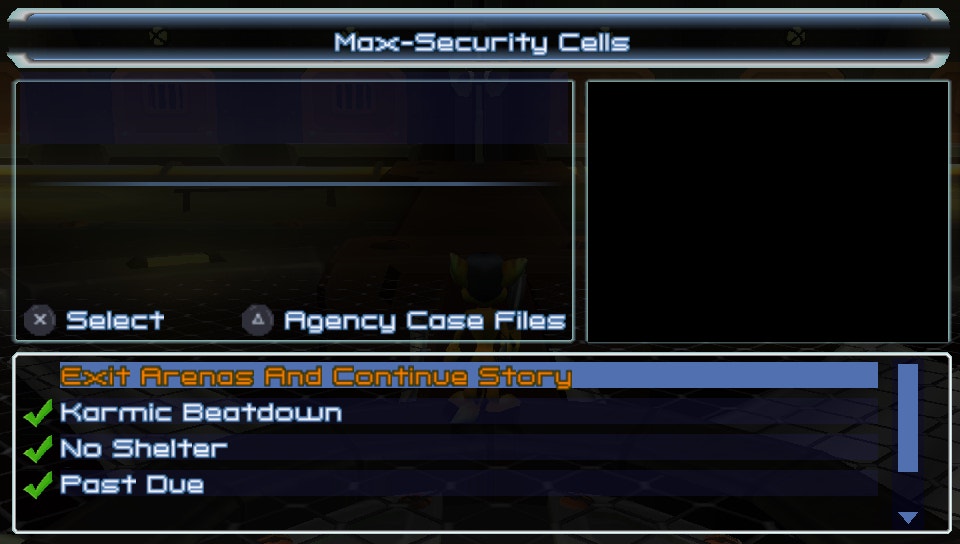 Max-Security Cells
Select
Agency Case Files
Exit Arenas And Continue Story
Karmic Beatdown
No Shelter
Past Due